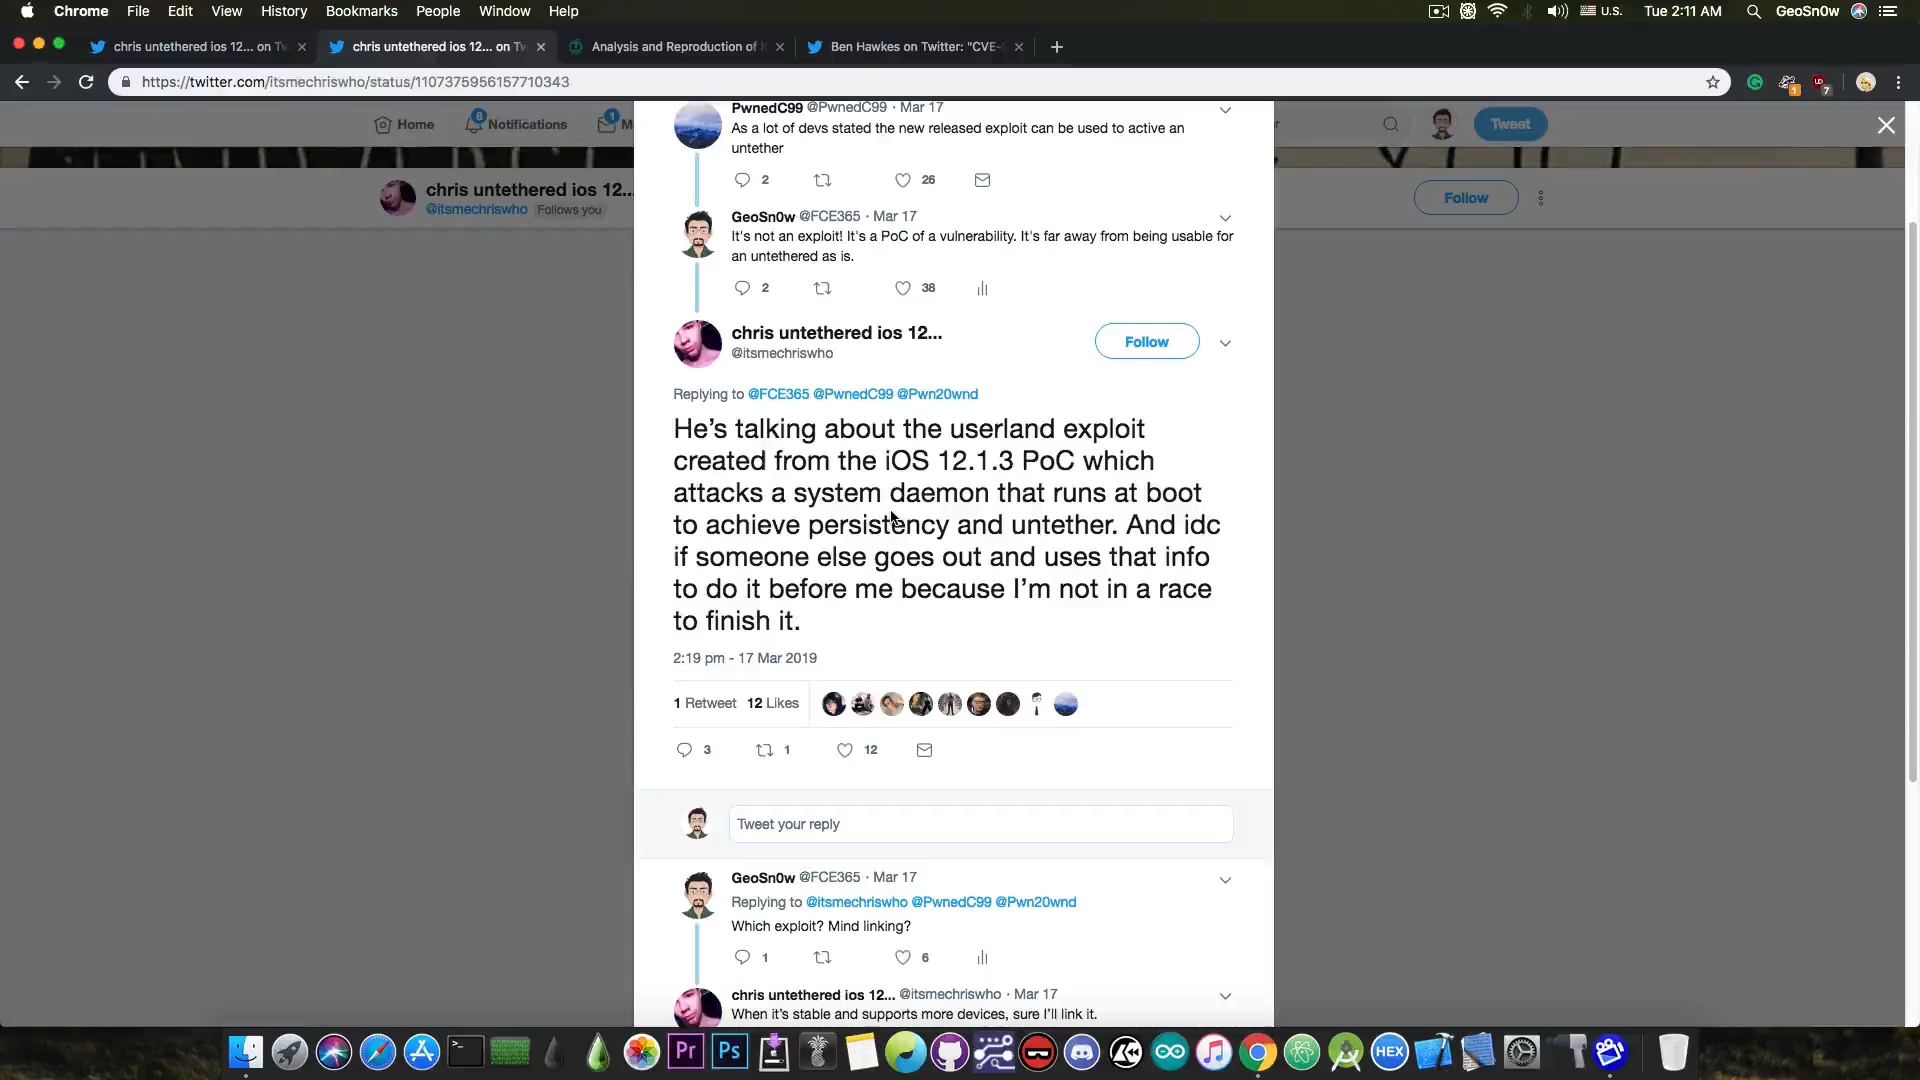 Chrome File Edit View History Bookmarks People Window Help
U.S. Tue 2:11 AM GeoSn0w
chris untethered ios 12... on Tw
chris untethered ios 12... on Tw
Analysis and Reproduction of
Ben Hawkes on Twitter: "CVE-
https://twitter.com/itsmechriswho/status/1107375956157710343
1
7
Home
8
Notifications
1
M
Tweet
chris untethered ios 12...
@itsmechriswho Follows you
Follow
PwnedC99 @PwnedC99 · Mar 17
As a lot of devs stated the new released exploit can be used to active an
untether
2 26
GeoSn0w @FCE365 · Mar 17
It's not an exploit! It's a PoC of a vulnerability. It's far away from being usable for
an untethered as is.
2 38
chris untethered ios 12...
@itsmechriswho
Follow
Replying to @FCE365 @PwnedC99 @Pwn20wnd
He’s talking about the userland exploit
created from the iOS 12.1.3 PoC which
attacks a system daemon that runs at boot
to achieve persistency and untether. And idc
if someone else goes out and uses that info
to do it before me because I’m not in a race
to finish it.
2:19 pm - 17 Mar 2019
1 Retweet 12 Likes
3 1 12
Tweet your reply
GeoSn0w @FCE365 · Mar 17
Replying to @itsmechriswho @PwnedC99 @Pwn20wnd
Which exploit? Mind linking?
1 6
chris untethered ios 12... @itsmechriswho · Mar 17
When it’s stable and supports more devices, sure I’ll link it.
Pr
Ps
HEX